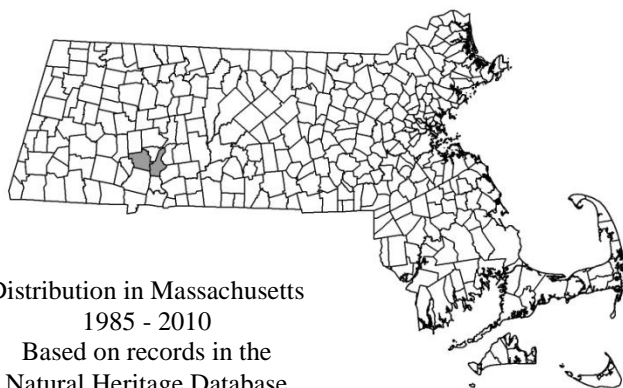 Distribution in Massachusetts
1985 - 2010
Based on records in the
Natural Heritage Database